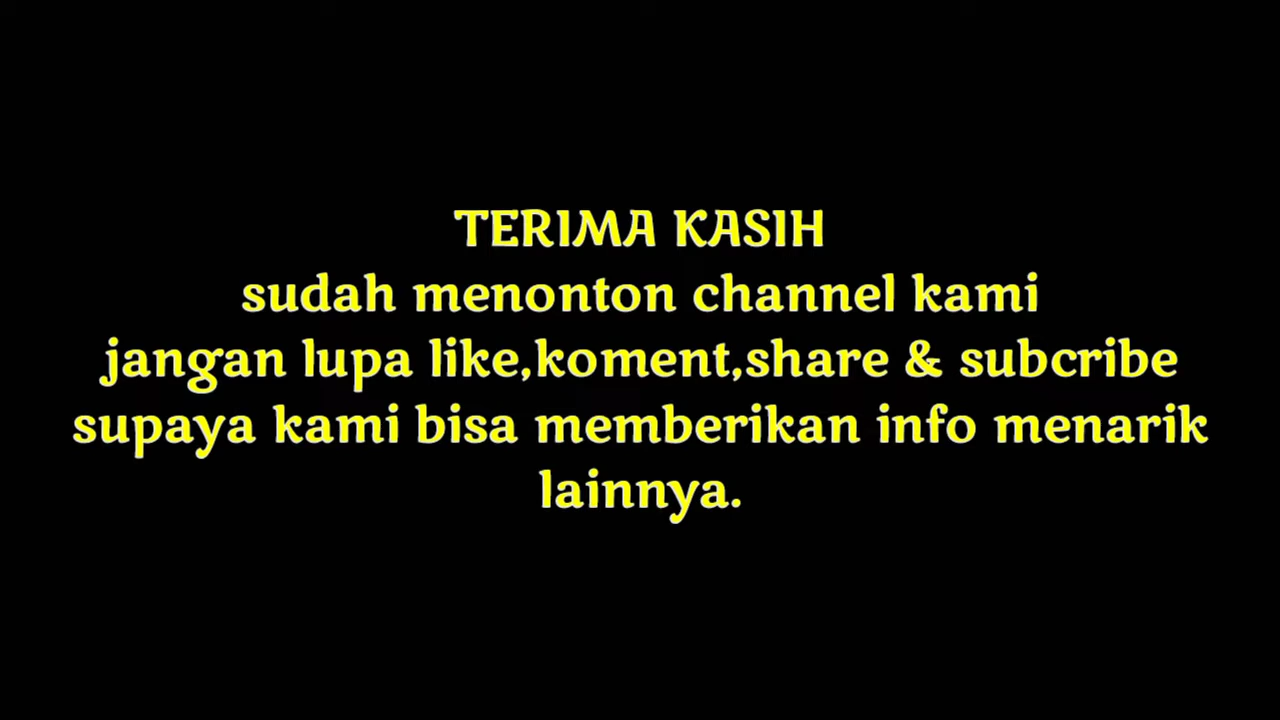 TERIMA KASIH
sudah menonton channel kami
jangan lupa like,koment,share & subcribe
supaya kami bisa memberikan info menarik
lainnya.